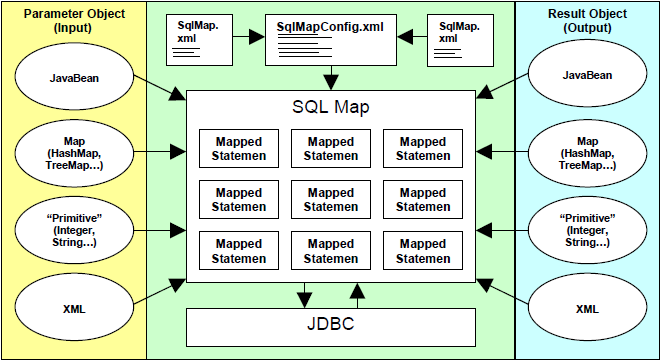 Parameter Object
(Input)
JavaBean
Map
(HashMap,
TreeMap...)
“Primitive”
(Integer,
String...)
XML
SqlMap.
xml
SqlMapConfig.xml
SqlMap.
xml
SQL Map
Mapped
Statemen
Mapped
Statemen
Mapped
Statemen
Mapped
Statemen
Mapped
Statemen
Mapped
Statemen
Mapped
Statemen
Mapped
Statemen
Mapped
Statemen
JDBC
Result Object
(Output)
JavaBean
Map
(HashMap,
TreeMap...)
“Primitive”
(Integer,
String...)
XML